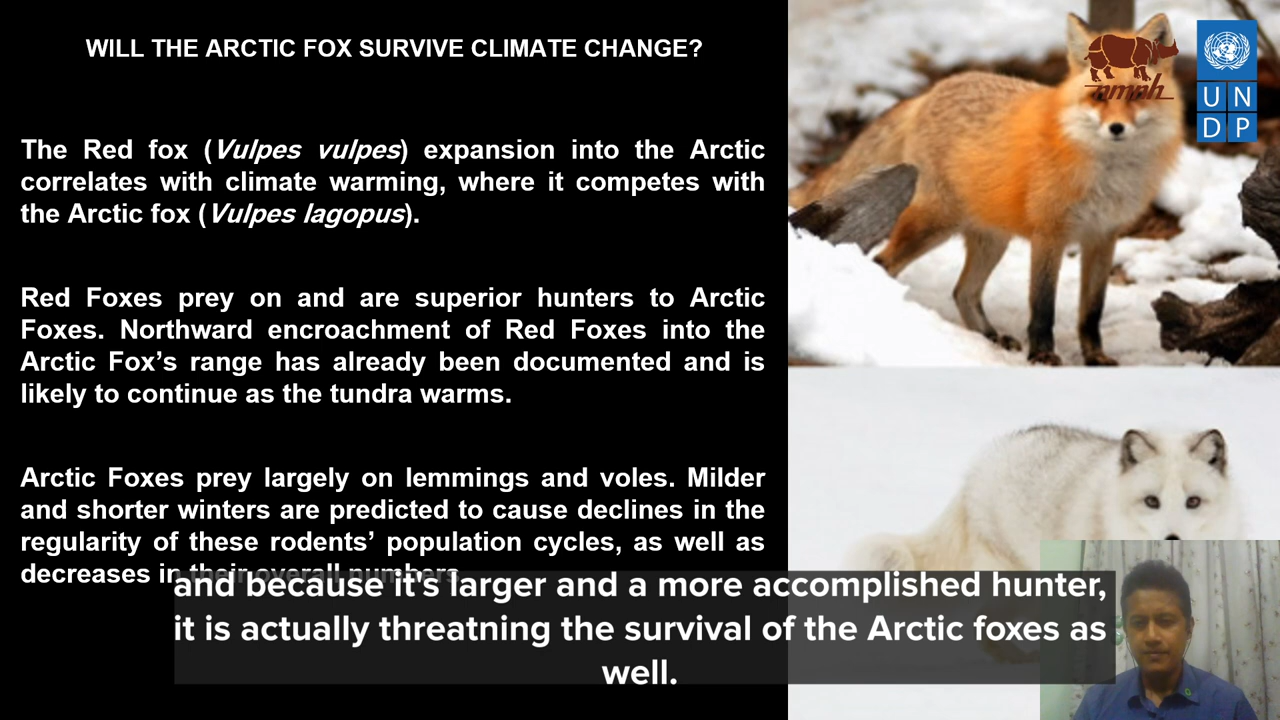 WILL THE ARCTIC FOX SURVIVE CLIMATE CHANGE?
The Red fox (Vulpes vulpes) expansion into the Arctic
correlates with climate warming, where it competes with
the Arctic fox (Vulpes lagopus).
Red Foxes prey on and are superior hunters to Arctic
Foxes. Northward encroachment of Red Foxes into the
Arctic Fox’s range has already been documented and is
likely to continue as the tundra warms.
Arctic Foxes prey largely on lemmings and voles. Milder
and shorter winters are predicted to cause declines in the
regularity of these rodents’ population cycles, as well as
decreases in their overall numbers.
and because it's larger and a more accomplished hunter,
it is actually threatning the survival of the Arctic foxes as
well.
nmnh
U N
D P